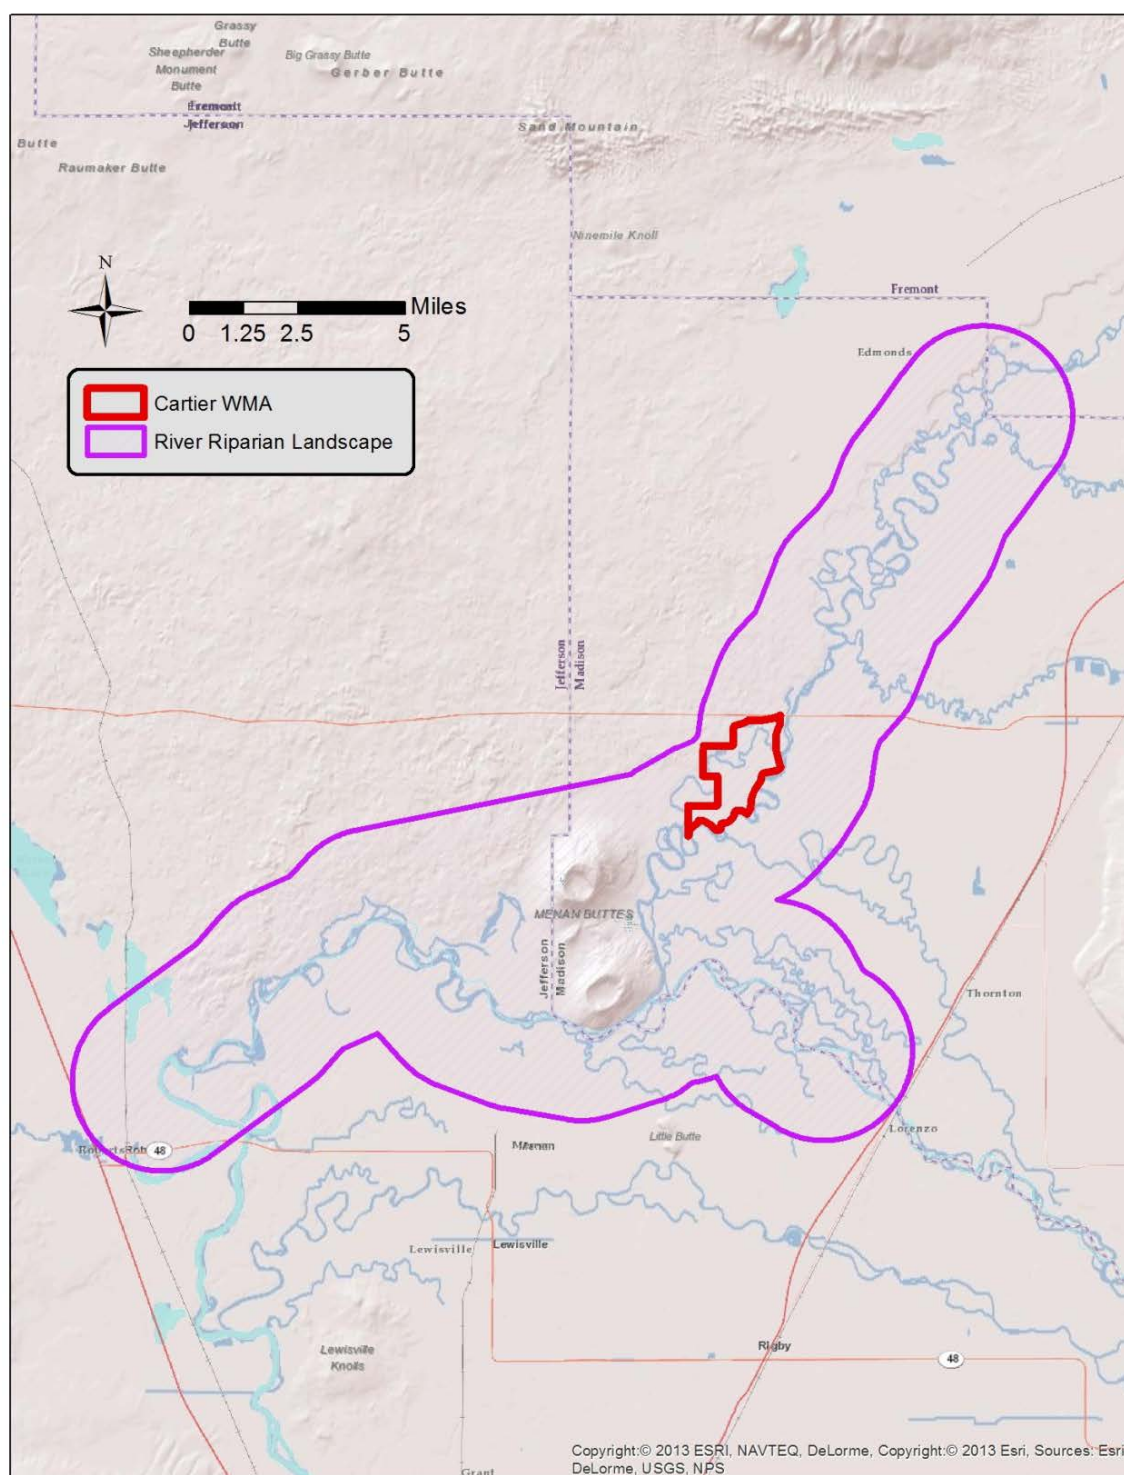 Grassy
Butte
Sheepherder
Monument
Butte
Big Grassy Butte
Gerber Butte
Fremont
Jefferson
Sand Mountain
Butte
Raumaker Butte
Ninemile Knoll
N
Miles
0 1.25 2.5 5
Fremont
Edmonds
Cartier WMA
River Riparian Landscape
Jefferson
Madison
MENAN BUTTES
Jefferson
Madison
Thornton
Lorenzo
48
Little Butte
Lewisville
Lewisville
Lewisville
Knolls
Rigby
48
Copyright:© 2013 ESRI, NAVTEQ, DeLorme, Copyright:© 2013 Esri, Sources: Esri
DeLorme, USGS, NPS
Grant